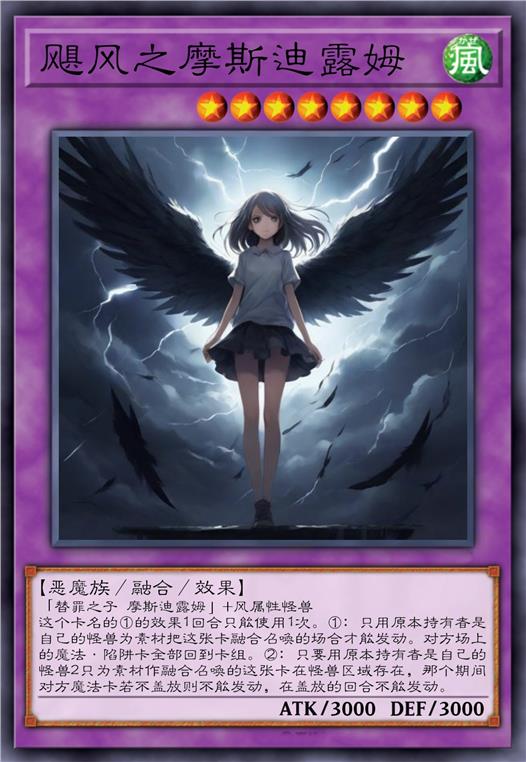 飓风之摩斯迪露姆
かぜ
風
【恶魔族／融合／效果】
「替罪之子 摩斯迪露姆」+风属性怪兽
这个卡名的①的效果1回合只能使用1次。①：只用原本持有者是
自己的怪兽为素材把这张卡融合召唤的场合才能发动。对方场上
的魔法·陷阱卡全部回到卡组。②：只要用原本持有者是自己的
怪兽2只为素材作融合召唤的这张卡在怪兽区域存在，那个期间
对方魔法卡若不盖放则不能发动，在盖放的回合不能发动。
ATK/3000 DEF/3000